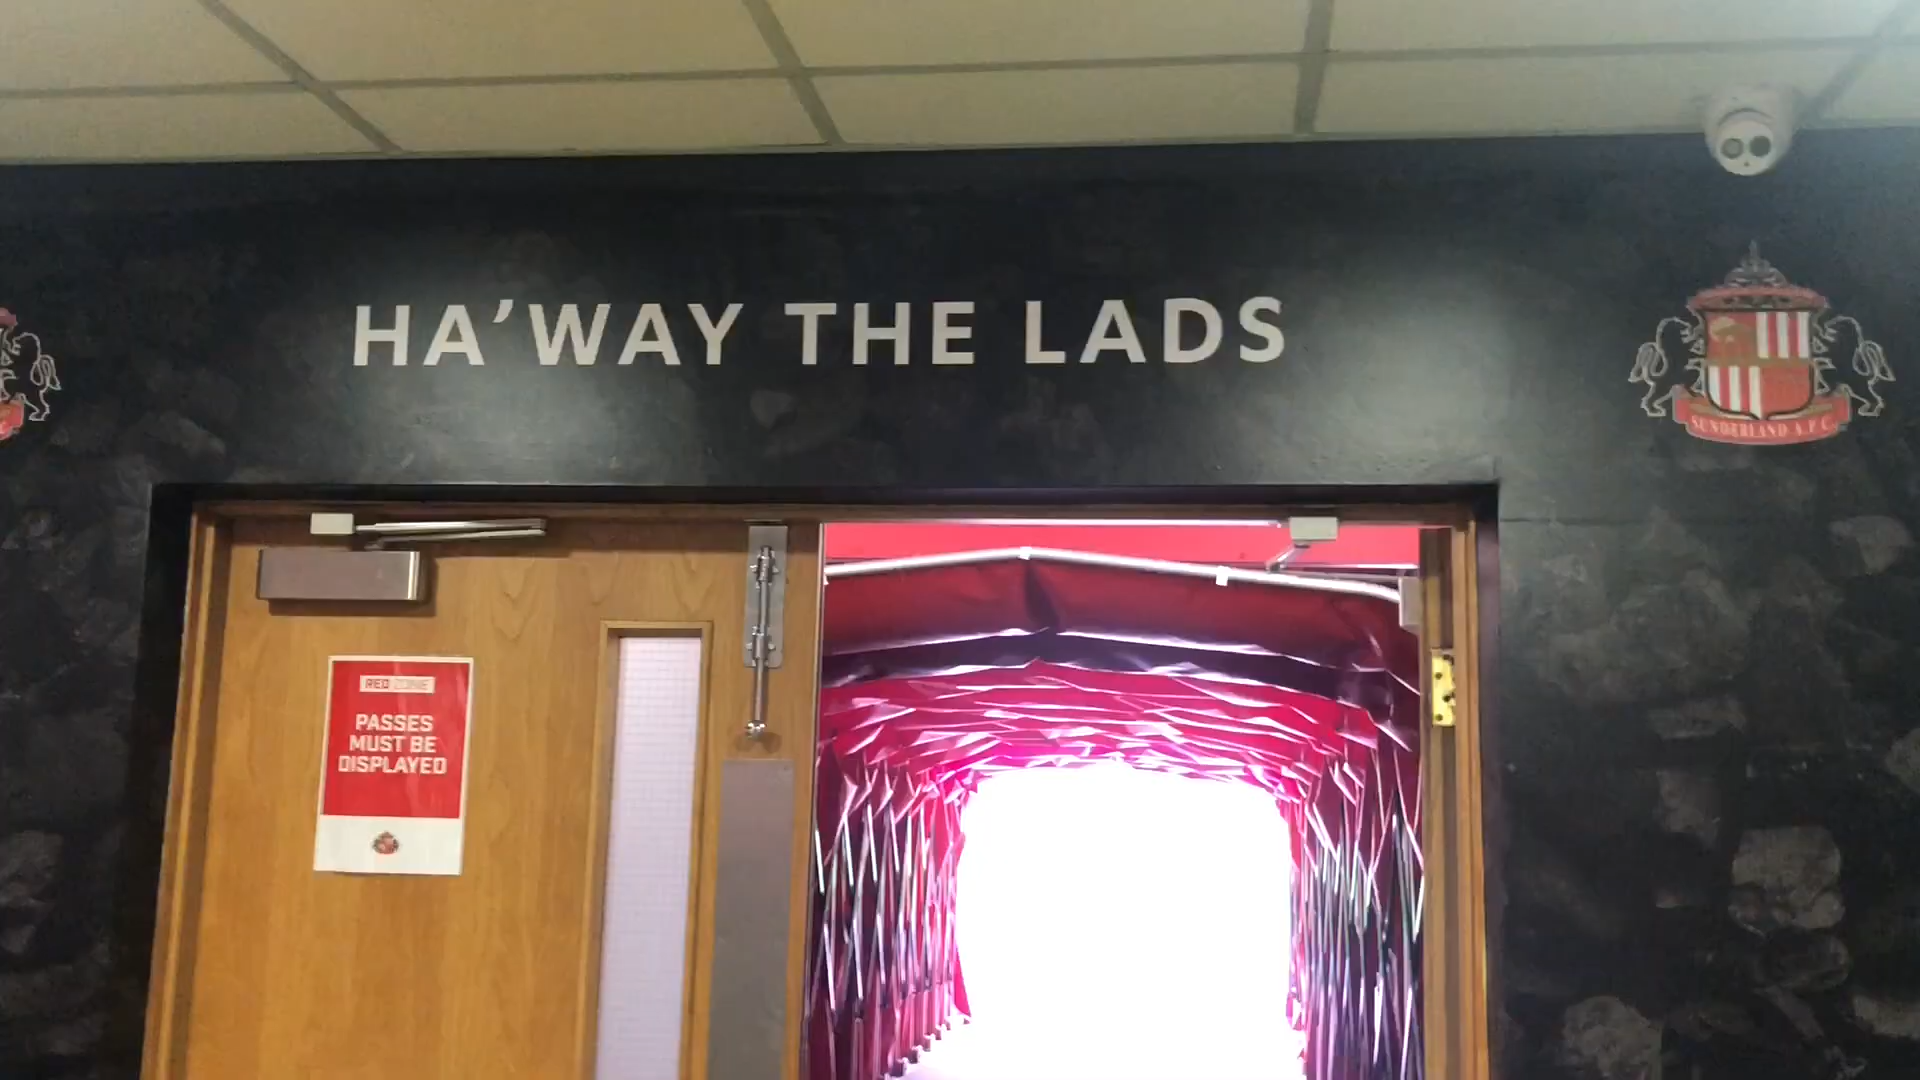 HA'WAY THE LADS
SUNDERLAND A.F.C.
RED ZONE
PASSES
MUST BE
DISPLAYED